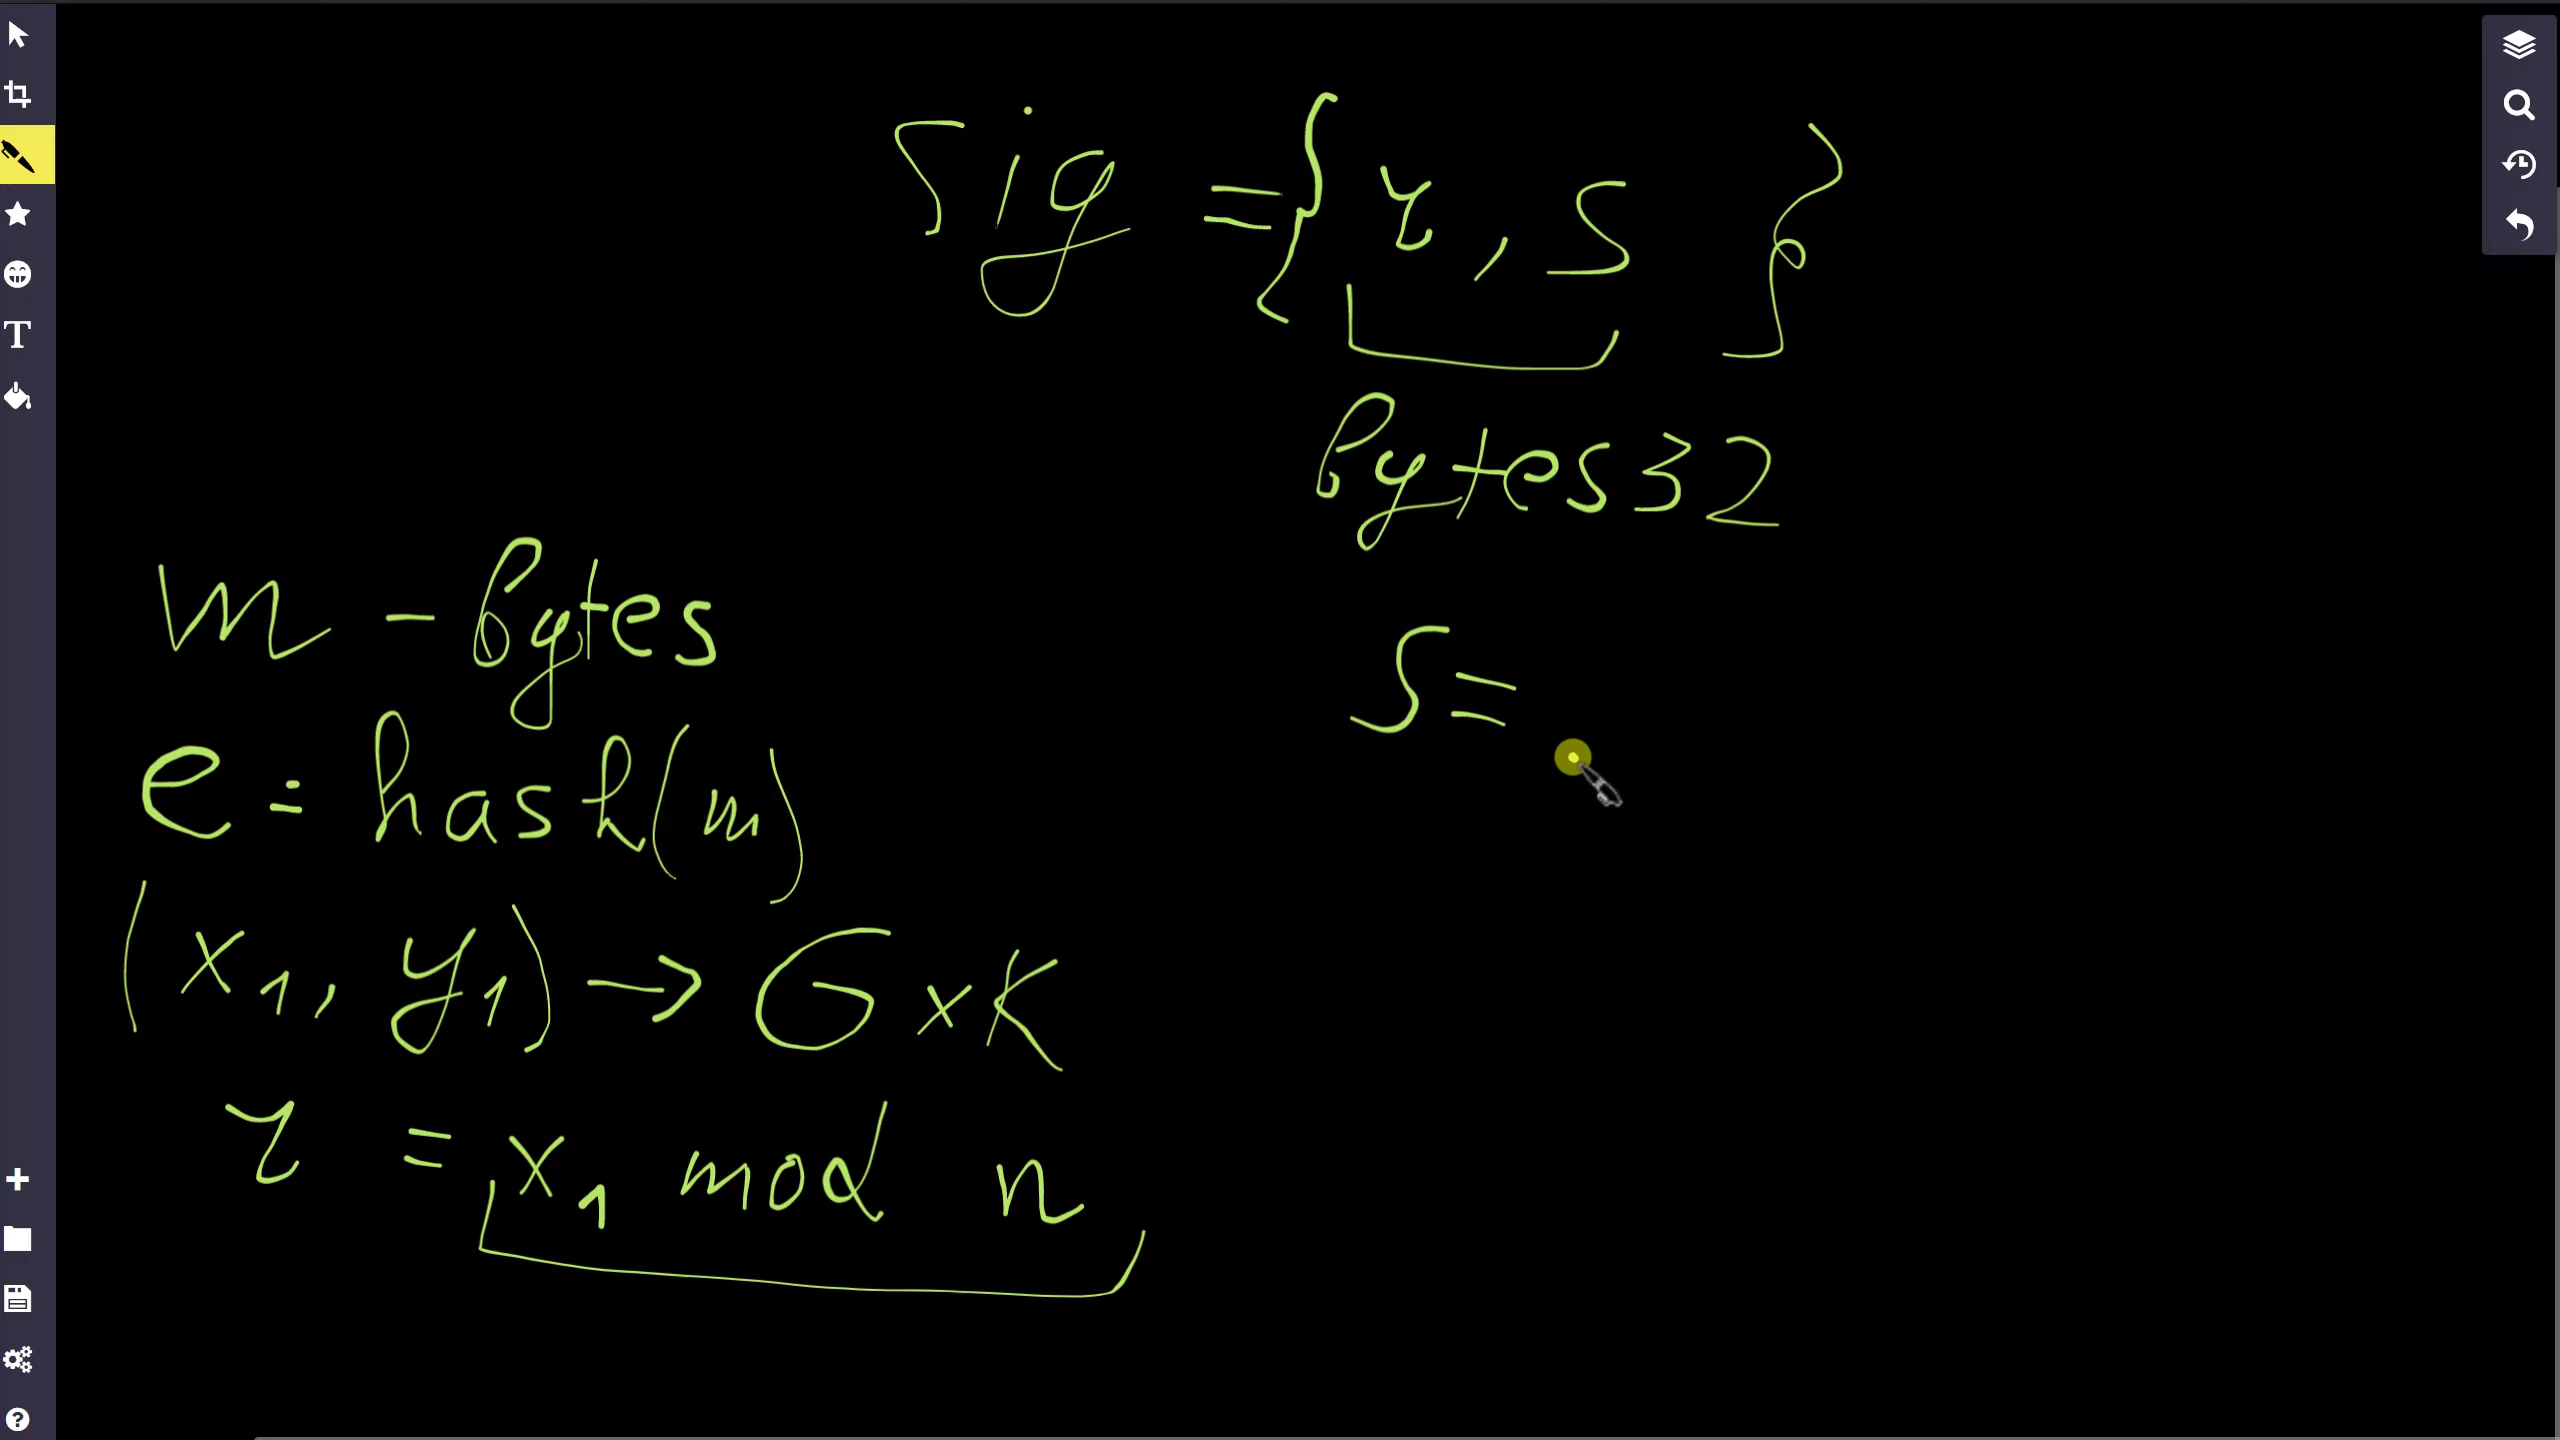 Sig = { r, S }
bytes32
m - bytes
e = hash(m)
(x₁, y₁) → G × K
r = x₁ mod n
S =
T